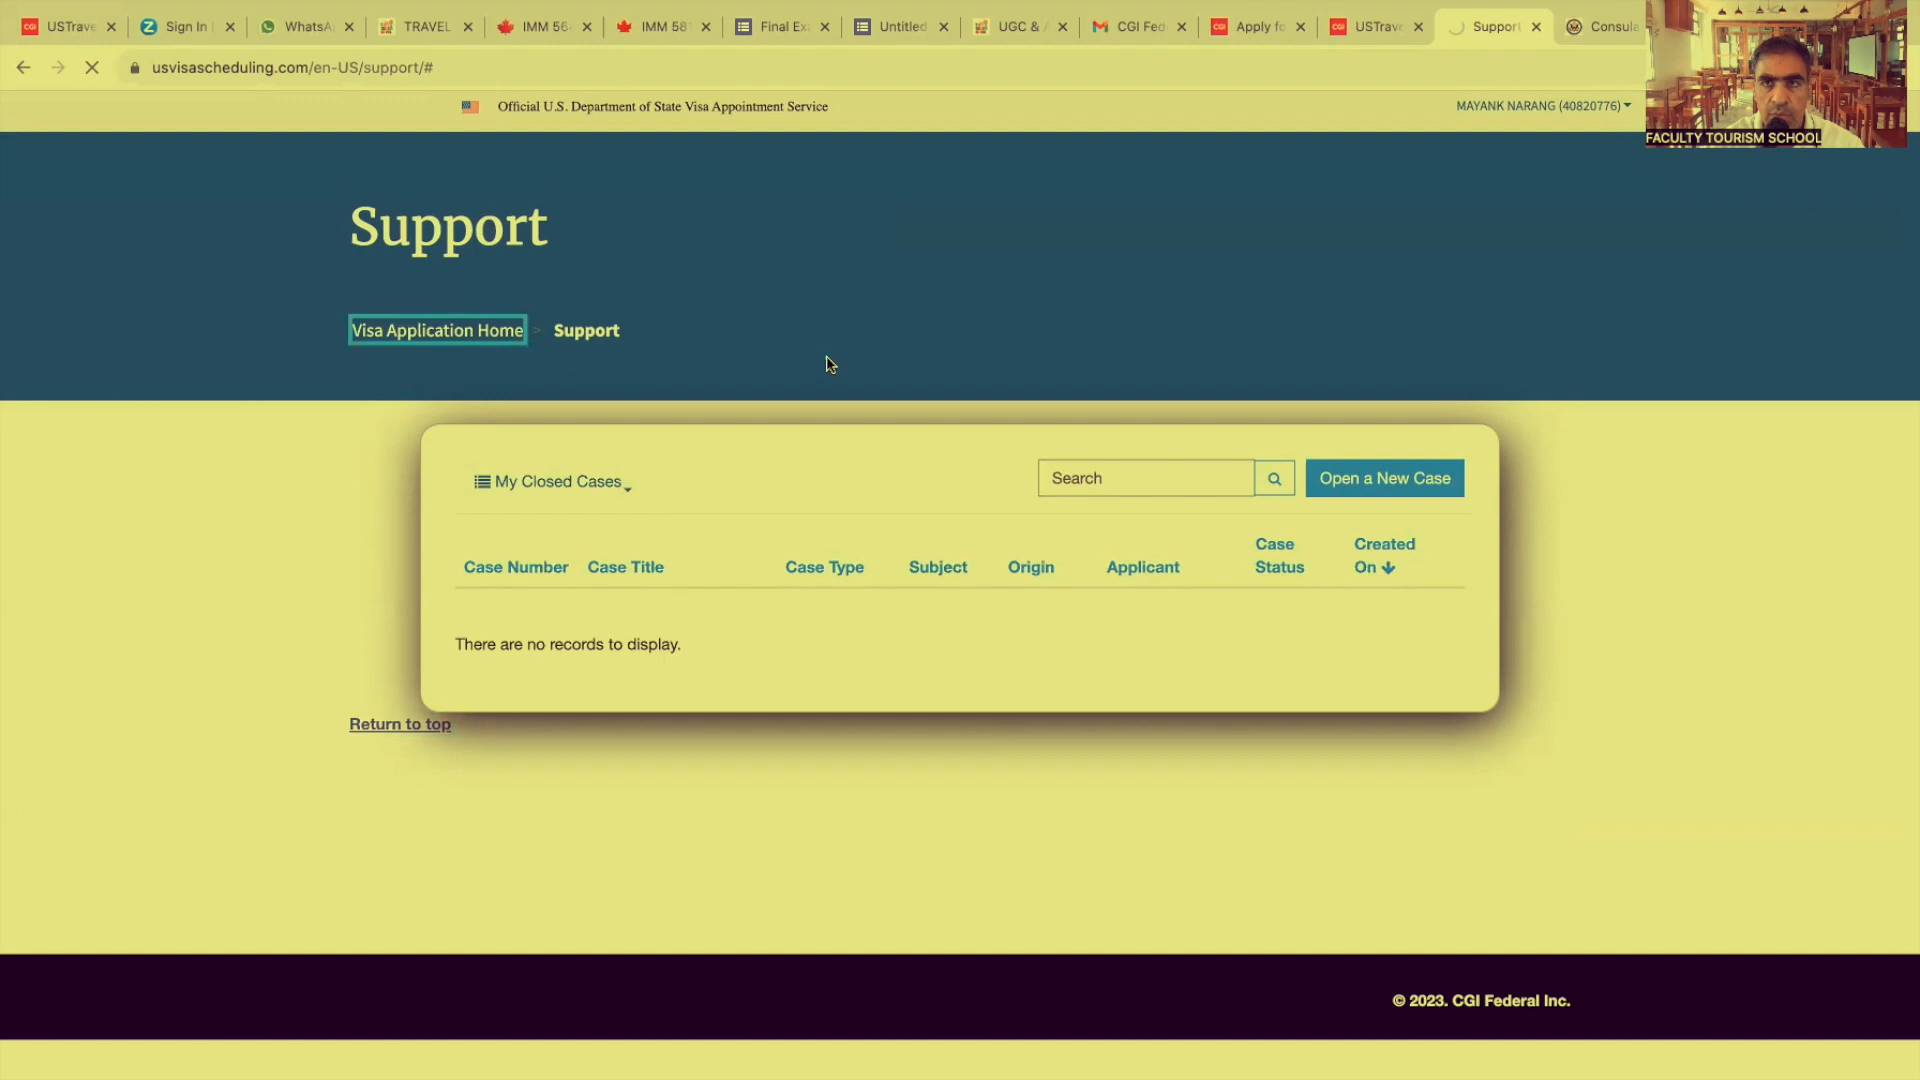 USTrave
Sign In
WhatsA
TRAVEL
IMM 56
IMM 581
Final Ex
Untitled
UGC &
CGI Fed
Apply fo
USTrav
Support
Consula
usvisascheduling.com/en-US/support/#
Official U.S. Department of State Visa Appointment Service
MAYANK NARANG (40820776)
FACULTY TOURISM SCHOOL
Support
Visa Application Home > Support
My Closed Cases
Search
Open a New Case
Case Number Case Title Case Type Subject Origin Applicant Case Status Created On
There are no records to display.
Return to top
© 2023. CGI Federal Inc.